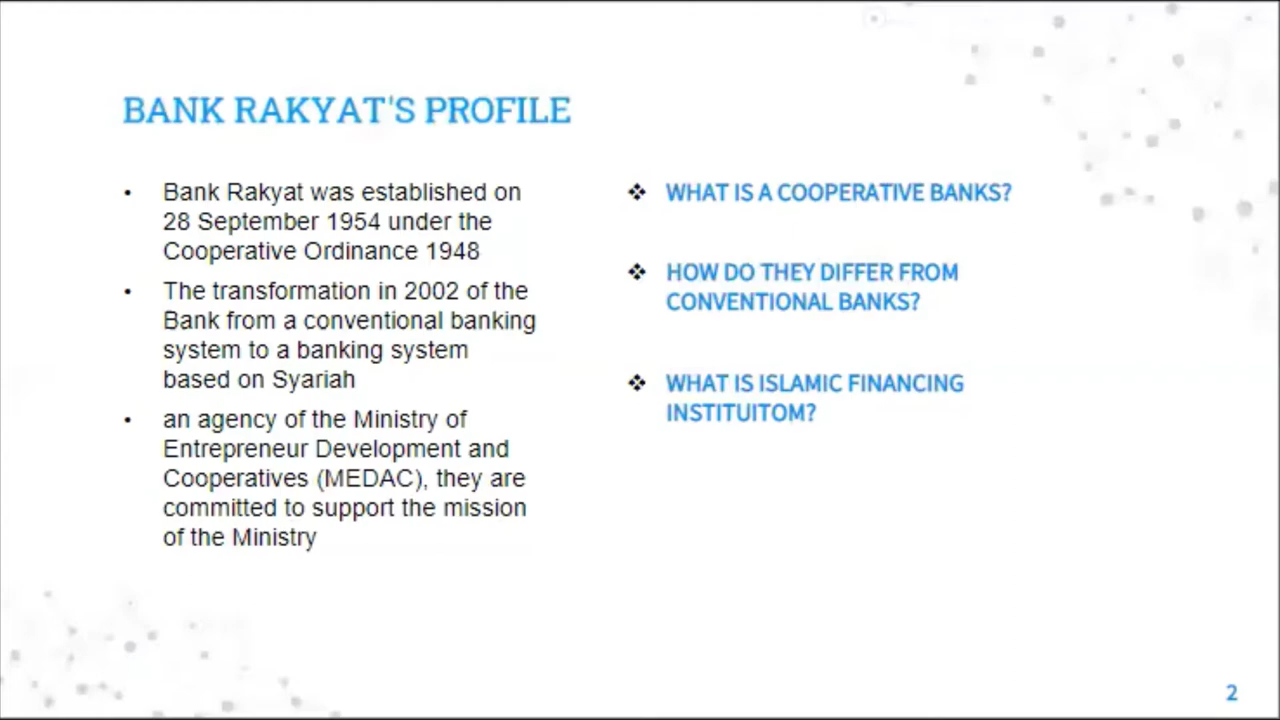 BANK RAKYAT'S PROFILE
• Bank Rakyat was established on
28 September 1954 under the
Cooperative Ordinance 1948
• The transformation in 2002 of the
Bank from a conventional banking
system to a banking system
based on Syariah
• an agency of the Ministry of
Entrepreneur Development and
Cooperatives (MEDAC), they are
committed to support the mission
of the Ministry
❖ WHAT IS A COOPERATIVE BANKS?
❖ HOW DO THEY DIFFER FROM
CONVENTIONAL BANKS?
❖ WHAT IS ISLAMIC FINANCING
INSTITUITOM?
2